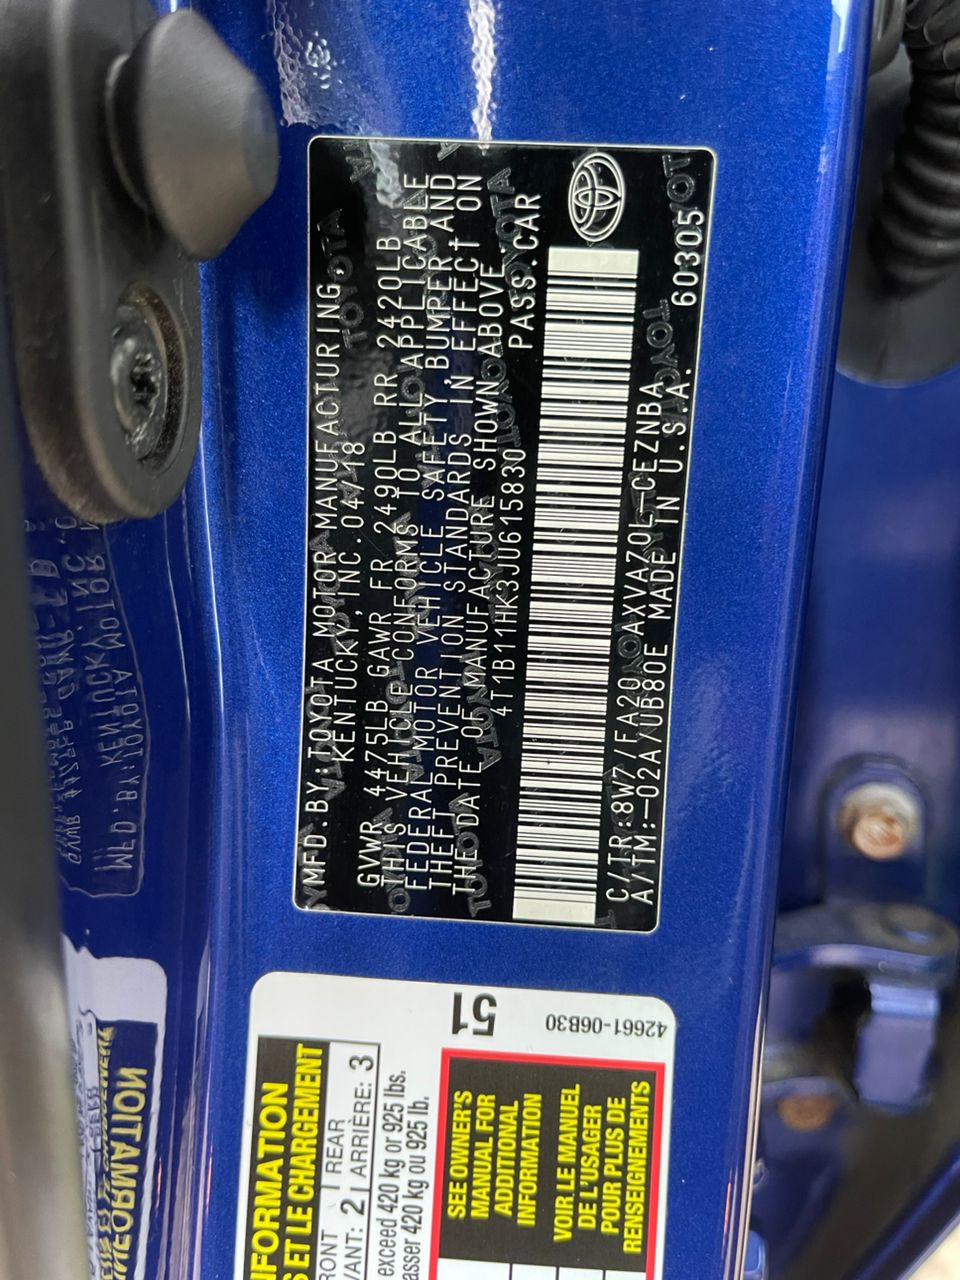 MFD.BY:TOYOTA MOTOR MANUFACTURING,
KENTUCKY,INC.04/18
GVWR 4475LB GAWR FR 2490LB RR 2420LB
THIS VEHICLE CONFORMS TO ALL APPLICABLE
FEDERAL MOTOR VEHICLE SAFETY, BUMPER, AND
THEFT PREVENTION STANDARDS IN EFFECT ON
THE DATE OF MANUFACTURE SHOWN ABOVE.
4T1B11HK3JU615830 PASS.CAR
C/TR:8W7/FA20 AXVA70L-CEZNBA
A/TM:-02A/UB80E MADE IN U.S.A. 60305
INFORMATION
ET LE CHARGEMENT
2 REAR
ARRIÈRE: 3
exceed 420 kg or 925 lbs.
420 kg ou 925 lb.
51
42661-06B30
SEE OWNER'S
MANUAL FOR
ADDITIONAL
INFORMATION
VOIR LE MANUEL
DE L'USAGER
POUR PLUS DE
RENSEIGNEMENTS